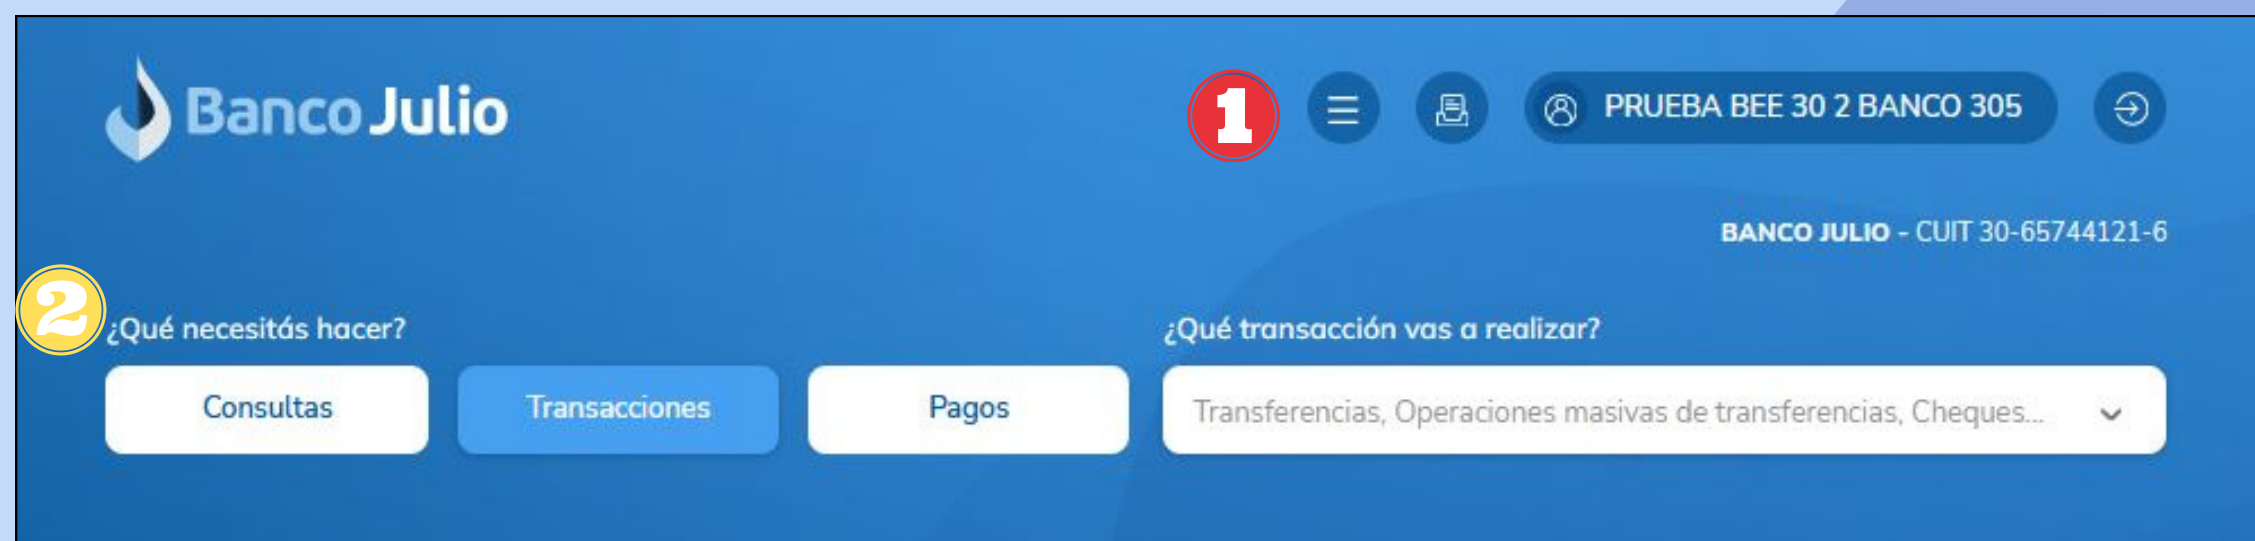 Banco Julio
1
PRUEBA BEE 30 2 BANCO 305
BANCO JULIO - CUIT 30-65744121-6
2
¿Qué necesitás hacer?
¿Qué transacción vas a realizar?
Consultas
Transacciones
Pagos
Transferencias, Operaciones masivas de transferencias, Cheques...